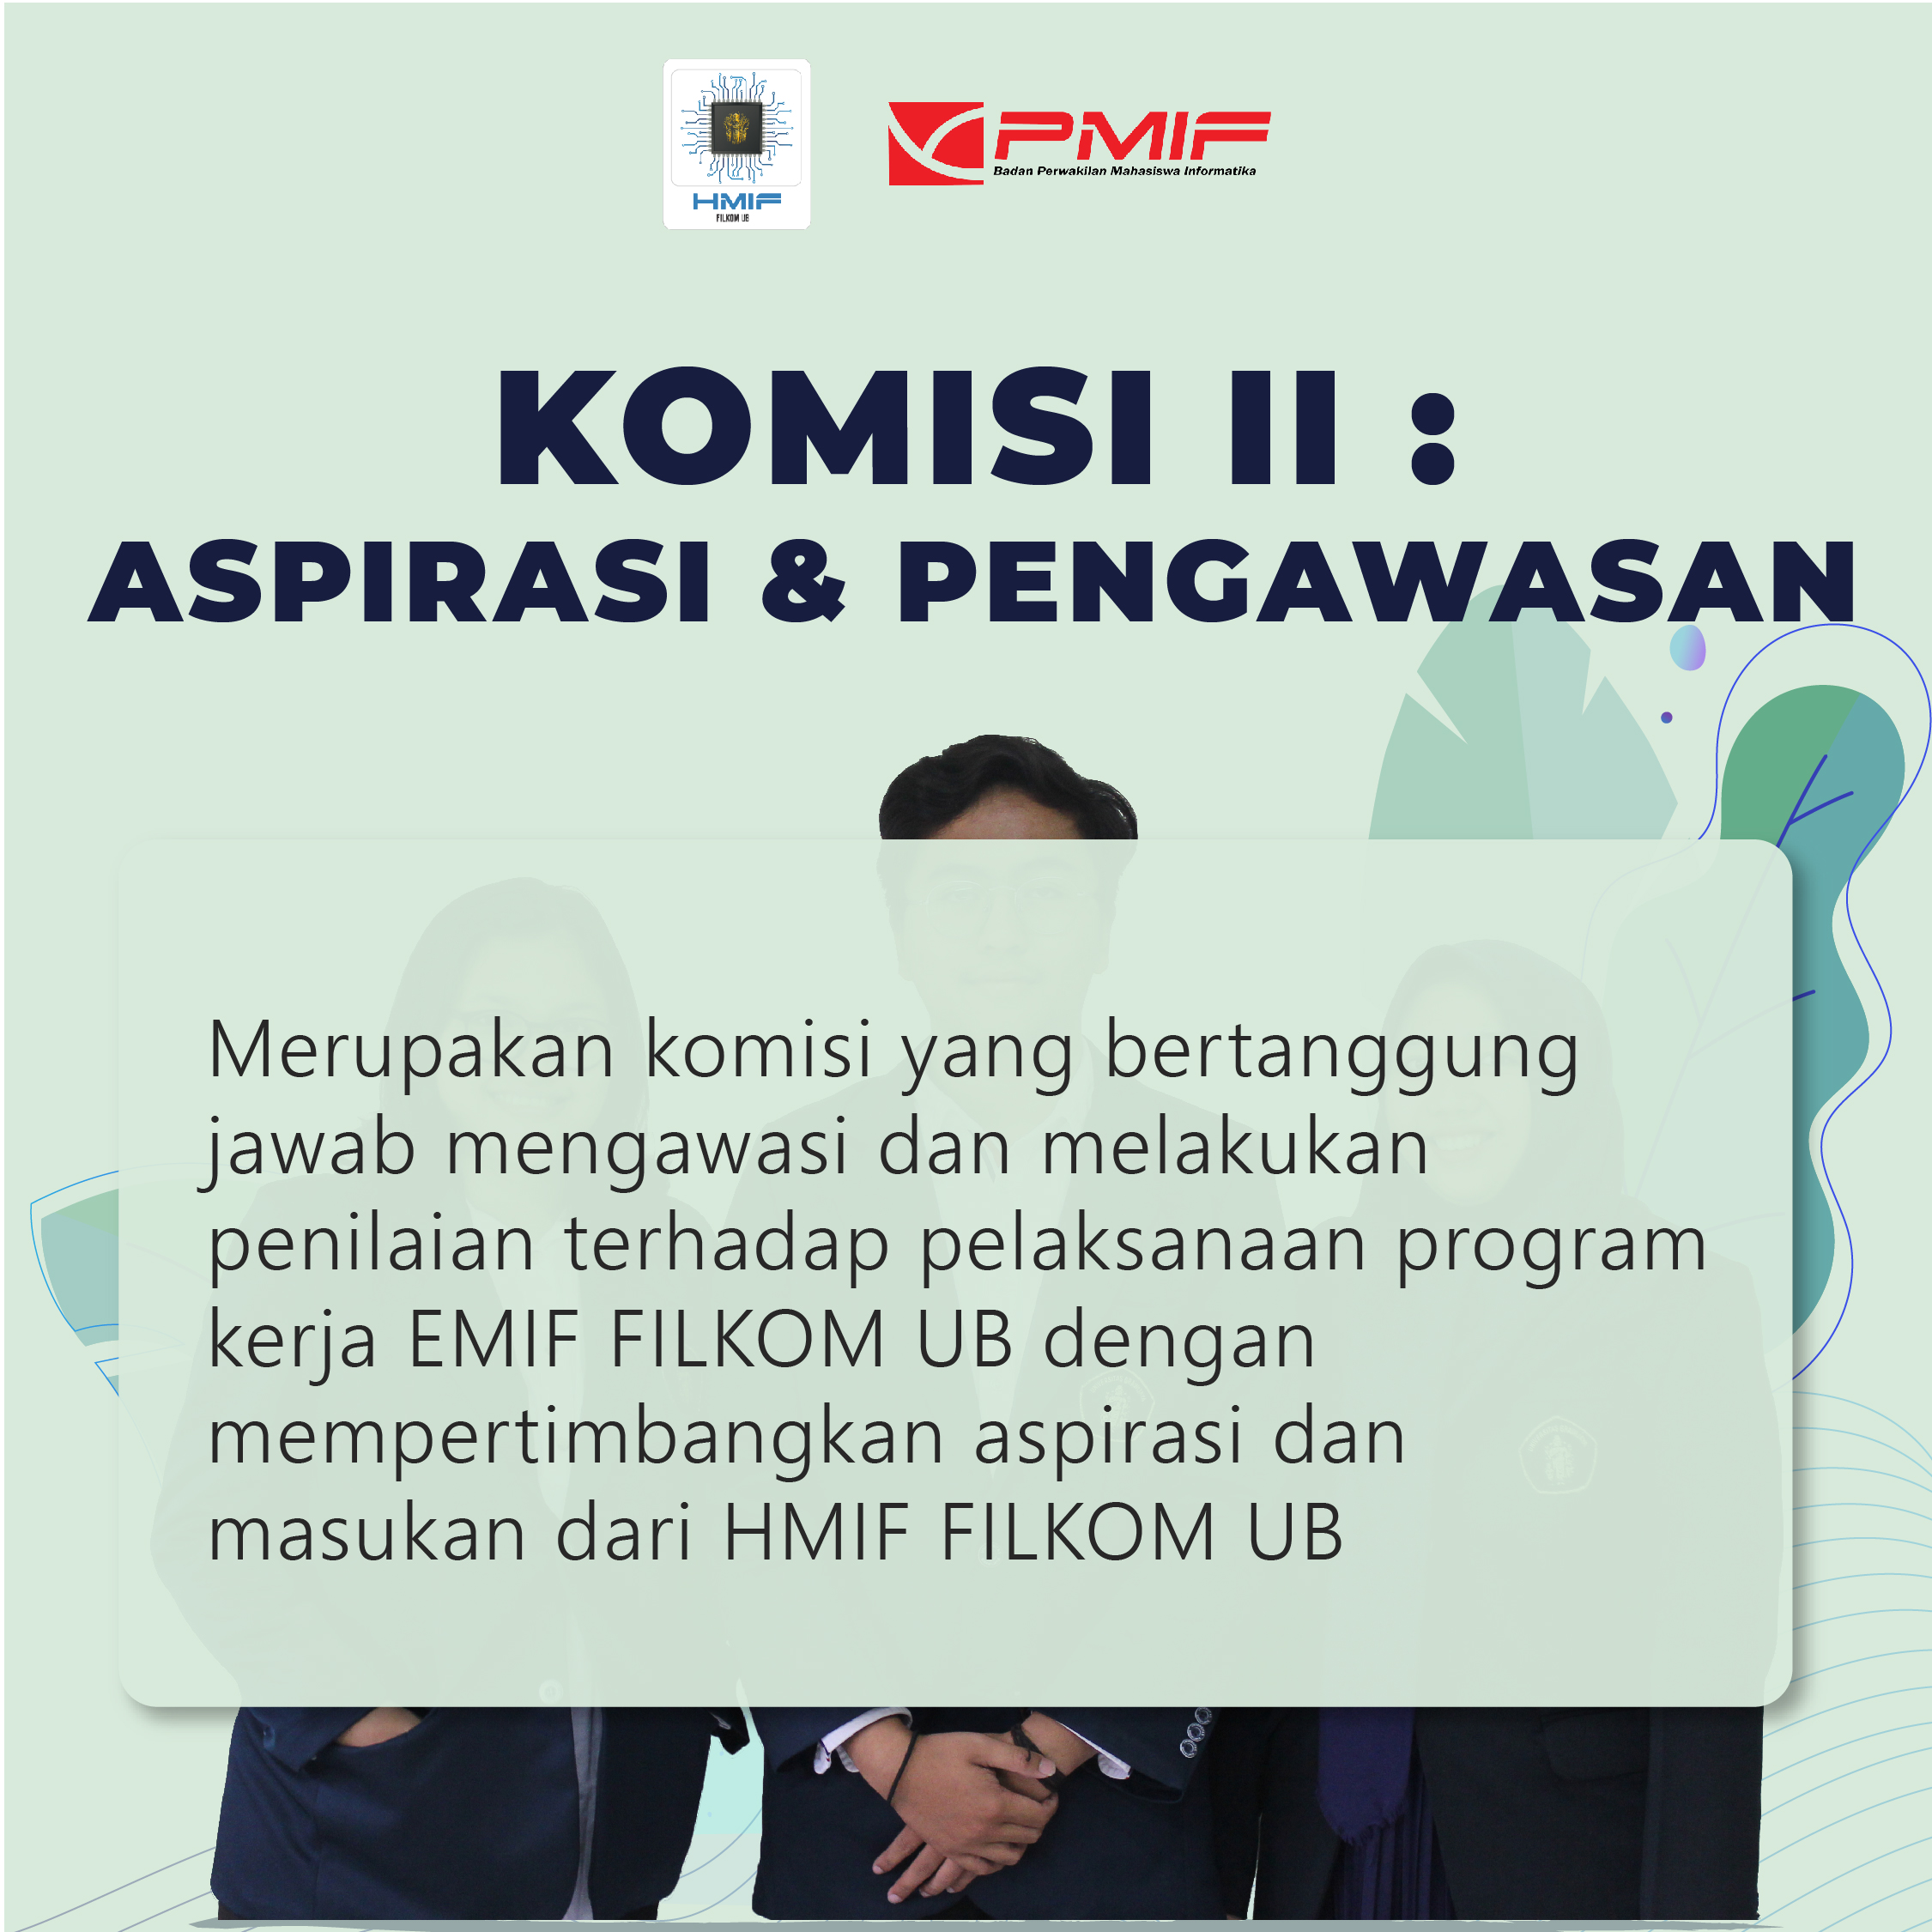 HMIF
FILKOM UB
BPMIF
Badan Perwakilan Mahasiswa Informatika
KOMISI II :
ASPIRASI & PENGAWASAN
Merupakan komisi yang bertanggung
jawab mengawasi dan melakukan
penilaian terhadap pelaksanaan program
kerja EMIF FILKOM UB dengan
mempertimbangkan aspirasi dan
masukan dari HMIF FILKOM UB